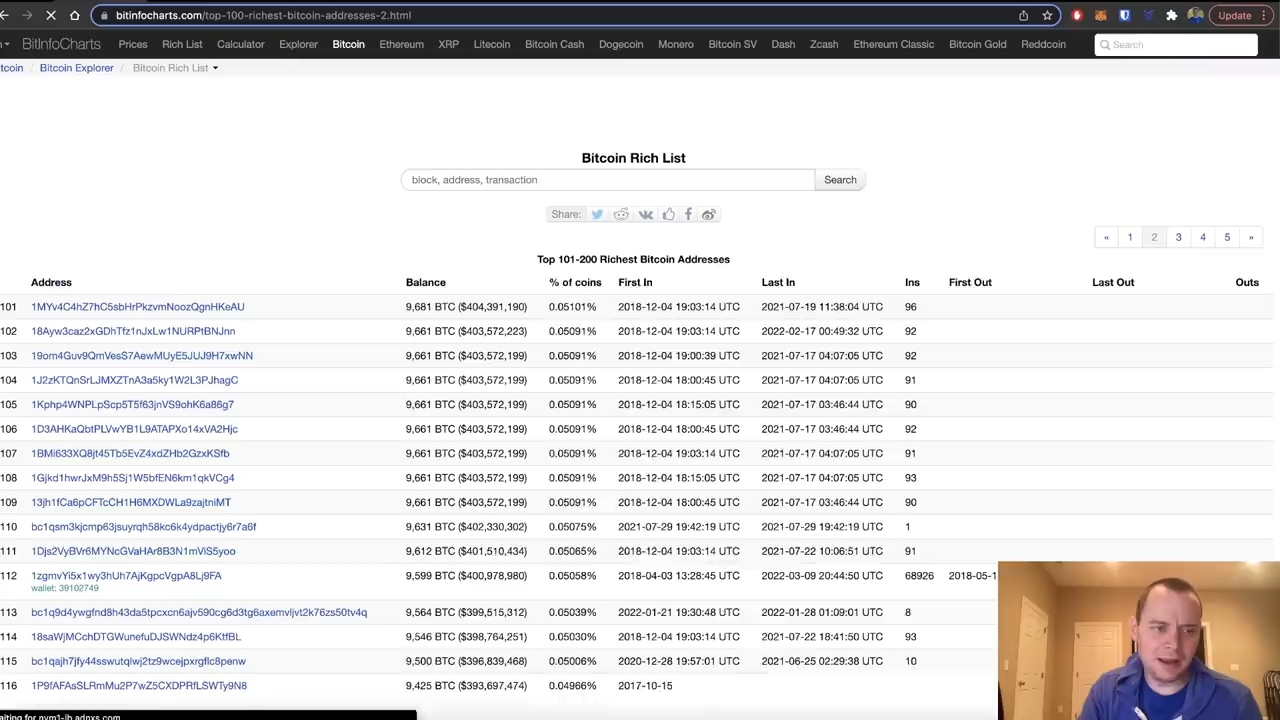 bitinfocharts.com/top-100-richest-bitcoin-addresses-2.html Update
BitInfoCharts Prices Rich List Calculator Explorer Bitcoin Ethereum XRP Litecoin Bitcoin Cash Dogecoin Monero Bitcoin SV Dash Zcash Ethereum Classic Bitcoin Gold Reddcoin Search
tcoin / Bitcoin Explorer / Bitcoin Rich List
Bitcoin Rich List
block, address, transaction Search
Share:
« 1 2 3 4 5 »
Top 101-200 Richest Bitcoin Addresses
Address Balance % of coins First In Last In Ins First Out Last Out Outs
101 1MYv4C4hZ7hC5sbHrPkzvmNoozQgnHKeAU 9,681 BTC ($404,391,190) 0.05101% 2018-12-04 19:03:14 UTC 2021-07-19 11:38:04 UTC 96
102 18Ayw3caz2xGDhTfz1nJxLw1NURPtBNJnn 9,661 BTC ($403,572,223) 0.05091% 2018-12-04 19:03:14 UTC 2022-02-17 00:49:32 UTC 92
103 19om4Guv9QmVesS7AewMUyE5JUJ9H7xwNN 9,661 BTC ($403,572,199) 0.05091% 2018-12-04 19:00:39 UTC 2021-07-17 04:07:05 UTC 92
104 1J2zKTQnSrLJMXZTnA3a5ky1W2L3PJhagC 9,661 BTC ($403,572,199) 0.05091% 2018-12-04 18:00:45 UTC 2021-07-17 04:07:05 UTC 91
105 1Kphp4WNPLpScp5T5f63jnVS9ohK6a86g7 9,661 BTC ($403,572,199) 0.05091% 2018-12-04 18:15:05 UTC 2021-07-17 03:46:44 UTC 90
106 1D3AHKaQbtPLVwYB1L9ATAPXo14xVA2Hjc 9,661 BTC ($403,572,199) 0.05091% 2018-12-04 18:00:45 UTC 2021-07-17 03:46:44 UTC 92
107 1BMi633XQ8jt45Tb5EvZ4xdZHb2GzxKSfb 9,661 BTC ($403,572,199) 0.05091% 2018-12-04 19:03:14 UTC 2021-07-17 04:07:05 UTC 91
108 1Gjkd1hwrJxM9h5Sj1W5bfEN6km1qkVCg4 9,661 BTC ($403,572,199) 0.05091% 2018-12-04 18:15:05 UTC 2021-07-17 04:07:05 UTC 93
109 13jh1fCa6pCFTcCH1H6MXDWLa9zajtniMT 9,661 BTC ($403,572,199) 0.05091% 2018-12-04 18:00:45 UTC 2021-07-17 03:46:44 UTC 90
110 bc1qsm3kjcmp63jsuyrqh58kc6k4ydpactjy6r7a6f 9,631 BTC ($402,330,302) 0.05075% 2021-07-29 19:42:19 UTC 2021-07-29 19:42:19 UTC 1
111 1Djs2VyBVr6MYNcGVaHAr8B3N1mViS5yoo 9,612 BTC ($401,510,434) 0.05065% 2018-12-04 19:03:14 UTC 2021-07-22 10:06:51 UTC 91
112 1zgmvYi5x1wy3hUh7AjKgpcVgpA8Lj9FA 9,599 BTC ($400,978,980) 0.05058% 2018-04-03 13:28:45 UTC 2022-03-09 20:44:50 UTC 68926 2018-05-1
wallet: 39102749
113 bc1q9d4ywgfnd8h43da5tpcxcn6ajv590cg6d3tg6axemvljvt2k76zs50tv4q 9,564 BTC ($399,515,312) 0.05039% 2022-01-21 19:30:48 UTC 2022-01-28 01:09:01 UTC 8
114 18saWjMCchDTGWunefuDJSWNdz4p6KtfBL 9,546 BTC ($398,764,251) 0.05030% 2018-12-04 19:03:14 UTC 2021-07-22 18:41:50 UTC 93
115 bc1qajh7jfy44sswutqlwj2tz9wcejpxrgflc8penw 9,500 BTC ($396,839,468) 0.05006% 2020-12-28 19:57:01 UTC 2021-06-25 02:29:38 UTC 10
116 1P9fAFAsSLRmMu2P7wZ5CXDPRfLSWTy9N8 9,425 BTC ($393,697,474) 0.04966% 2017-10-15
aiting for nym1-ib.adnxs.com